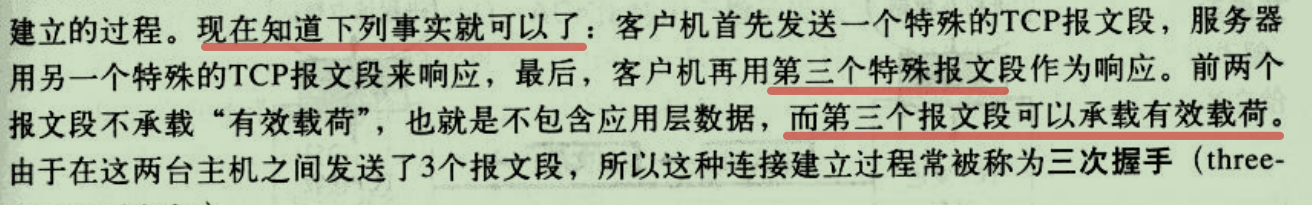 建立的过程。现在知道下列事实就可以了：客户机首先发送一个特殊的TCP报文段，服务器
用另一个特殊的TCP报文段来响应，最后，客户机再用第三个特殊报文段作为响应。前两个
报文段不承载“有效载荷”，也就是不包含应用层数据，而第三个报文段可以承载有效载荷。
由于在这两台主机之间发送了3个报文段，所以这种连接建立过程常被称为三次握手（three-